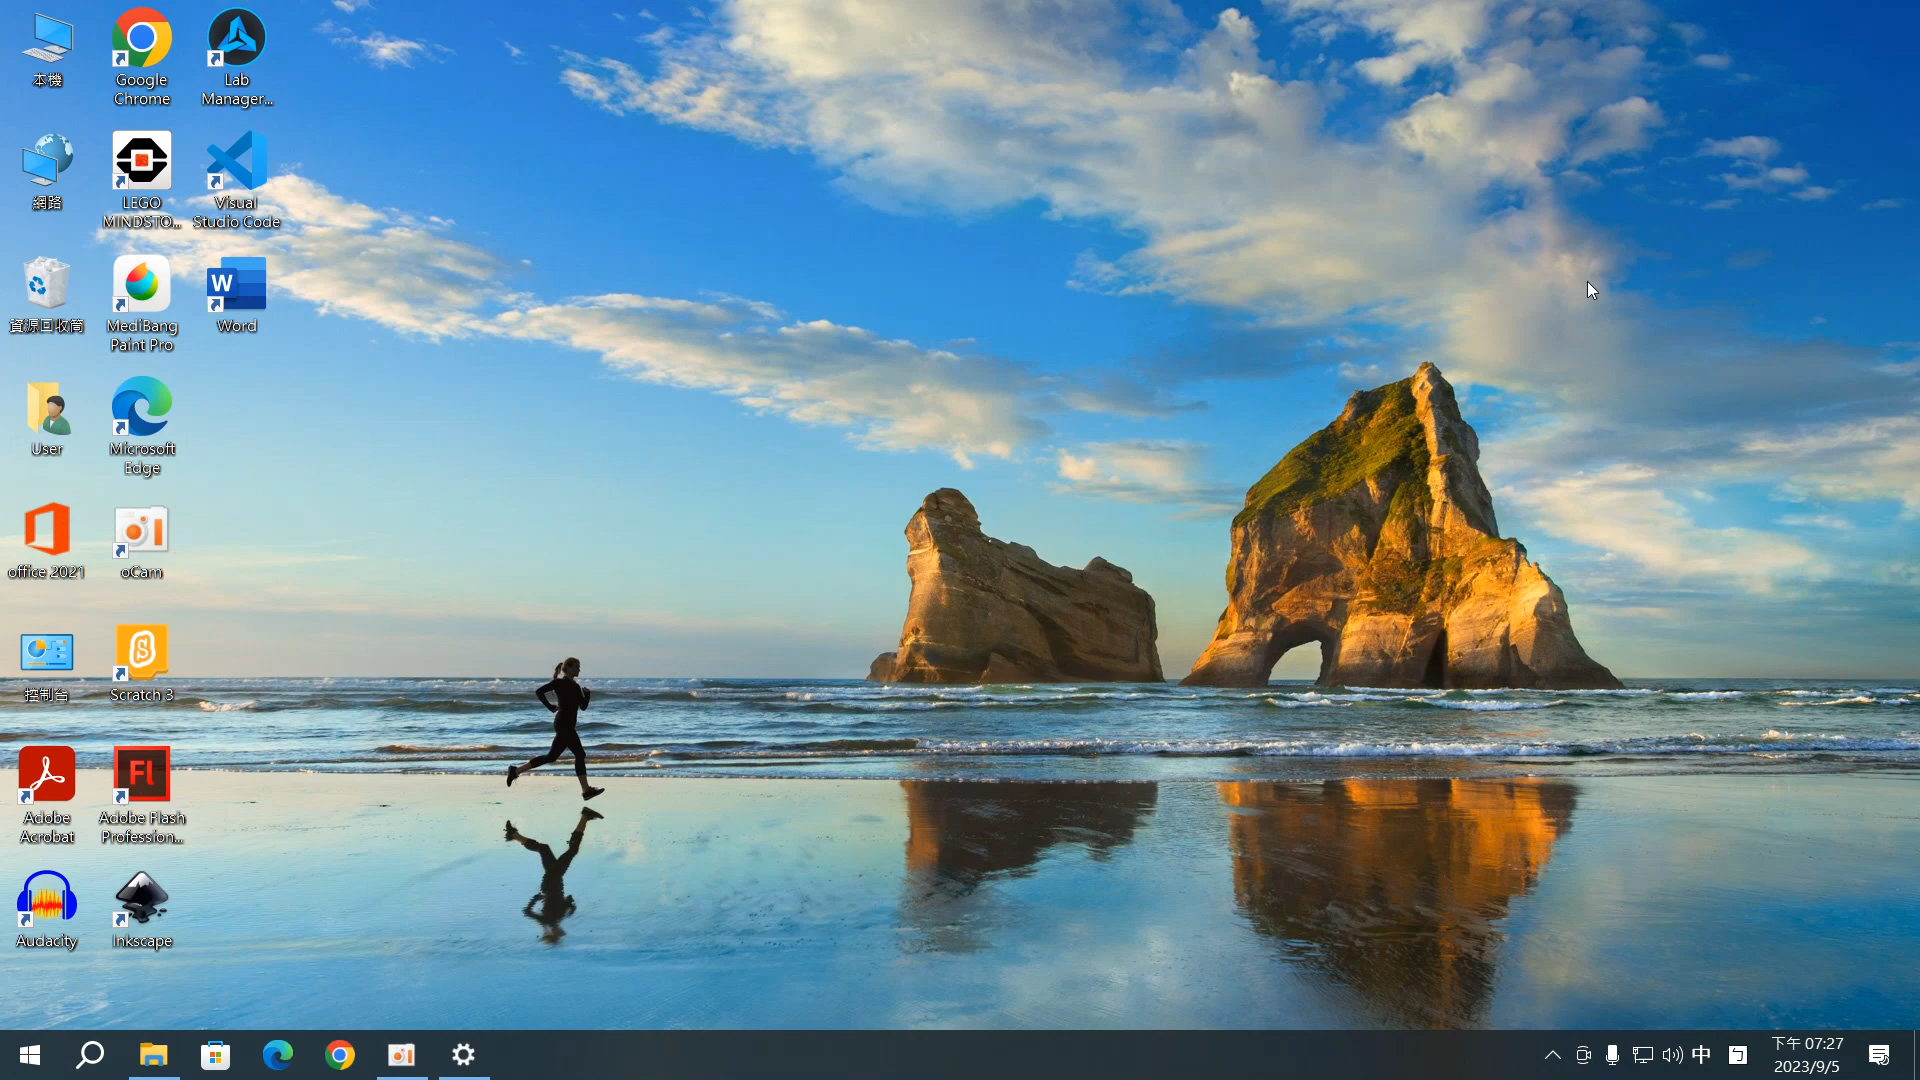 本機
Google
Chrome
Lab
Manager...
網路
LEGO
MINDSTO...
Visual
Studio Code
資源回收筒
MediBang
Paint Pro
W
Word
User
Microsoft
Edge
office 2021
oCam
控制台
Scratch 3
Adobe
Acrobat
Fl
Adobe Flash
Profession...
Audacity
Inkscape
中
下午 07:27
2023/9/5